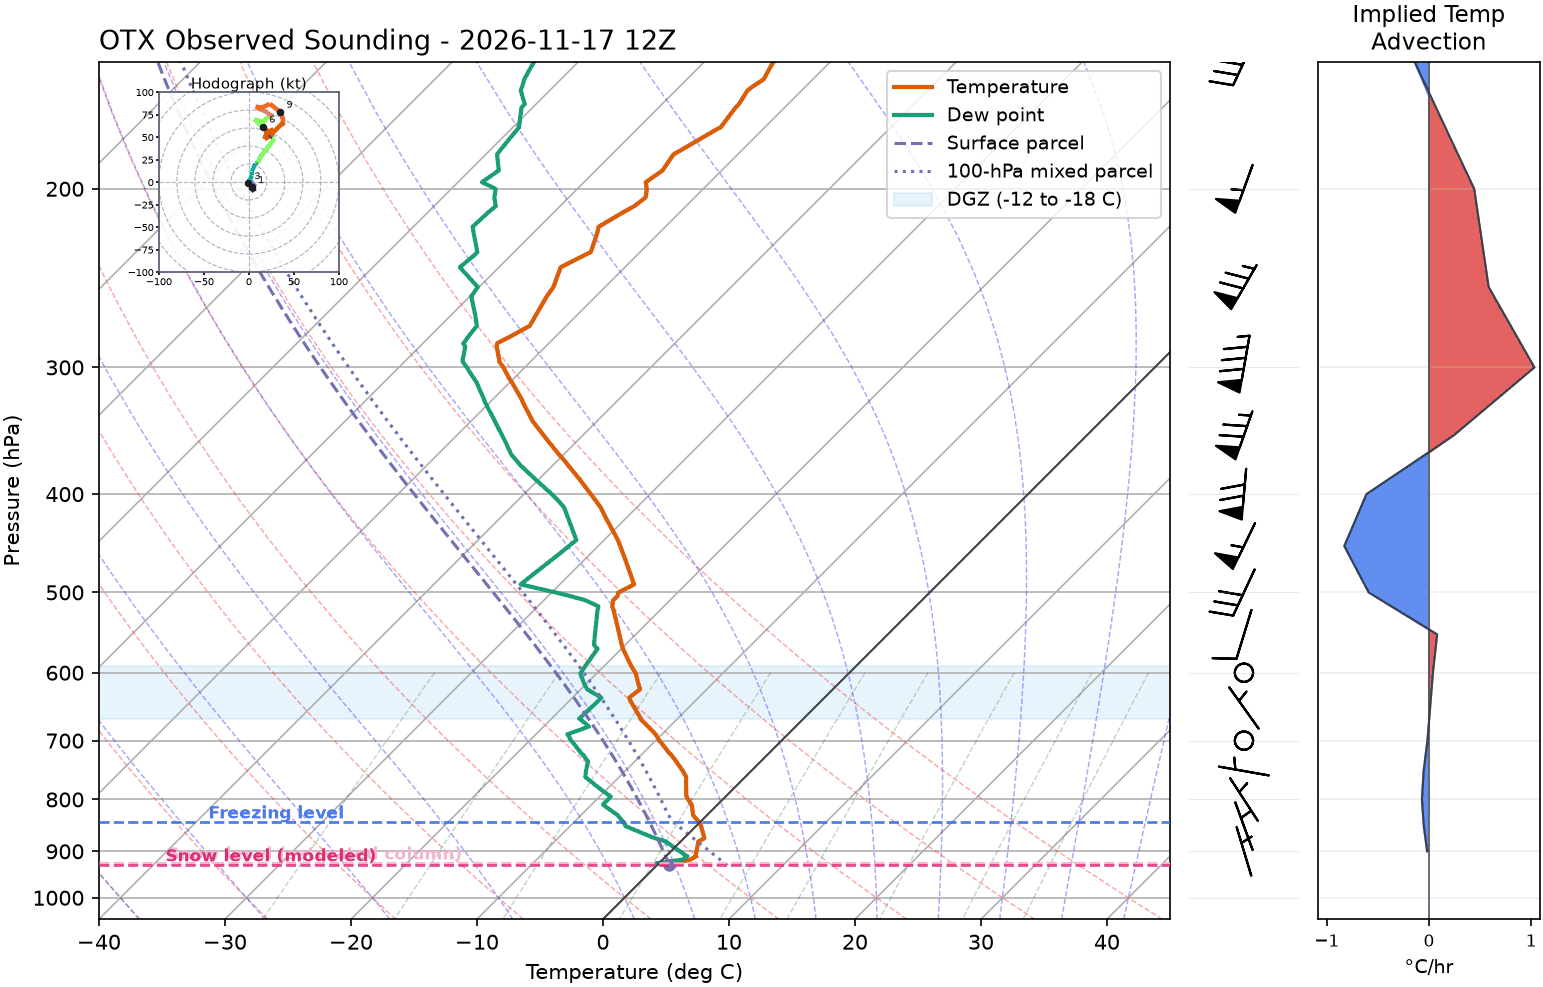 Implied Temp
Advection
OTX Observed Sounding - 2026-11-17 12Z
Hodograph (kt)
100
75
50
25
0
−25
−50
−75
−100
−100
−50
0
50
100
9
6
3
1
Temperature
Dew point
Surface parcel
100-hPa mixed parcel
DGZ (-12 to -18 C)
200
300
400
500
600
700
800
900
1000
Pressure (hPa)
Freezing level
Snow level (modeled)
column)
−40
−30
−20
−10
0
10
20
30
40
Temperature (deg C)
−1
0
1
°C/hr